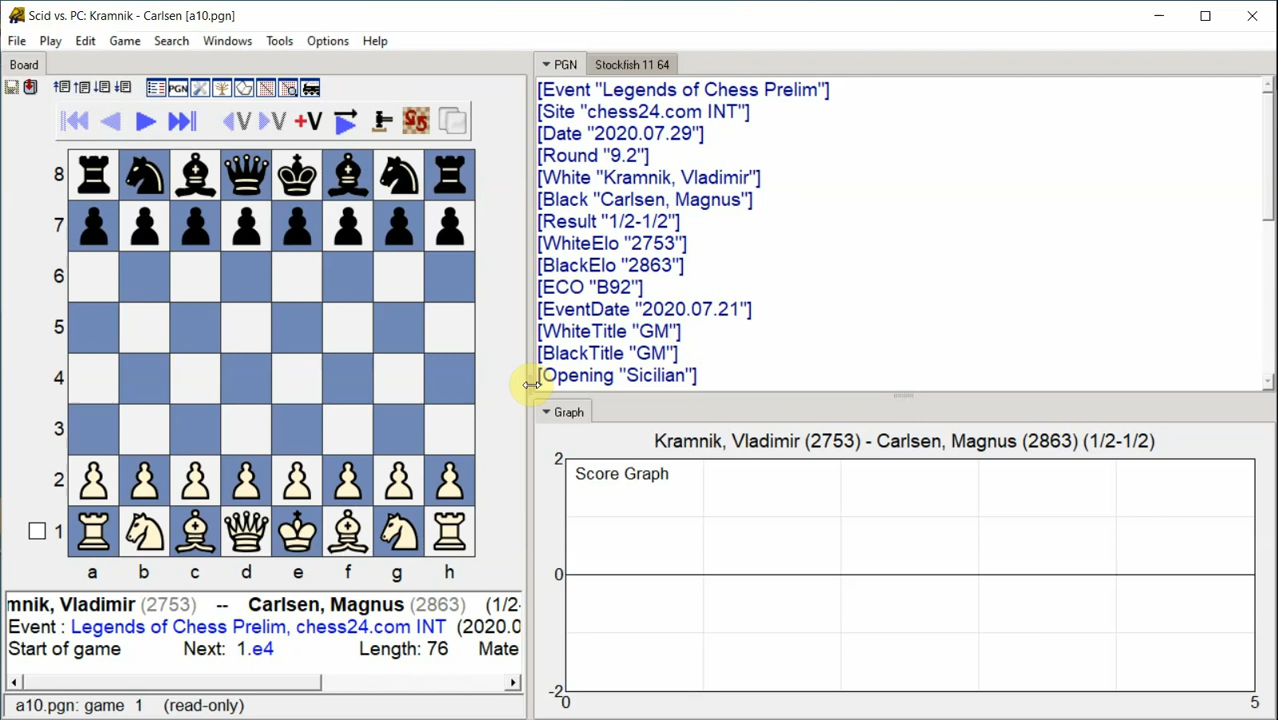 Scid vs. PC: Kramnik - Carlsen [a10.pgn]
File Play Edit Game Search Windows Tools Options Help
Board
PGN Stockfish 11 64
PGN
V V +V
8
7
6
5
4
3
2
1
a b c d e f g h
mnik, Vladimir (2753) -- Carlsen, Magnus (2863) (1/2-
Event : Legends of Chess Prelim, chess24.com INT (2020.0
Start of game Next: 1.e4 Length: 76 Mate
a10.pgn: game 1 (read-only)
[Event "Legends of Chess Prelim"]
[Site "chess24.com INT"]
[Date "2020.07.29"]
[Round "9.2"]
[White "Kramnik, Vladimir"]
[Black "Carlsen, Magnus"]
[Result "1/2-1/2"]
[WhiteElo "2753"]
[BlackElo "2863"]
[ECO "B92"]
[EventDate "2020.07.21"]
[WhiteTitle "GM"]
[BlackTitle "GM"]
[Opening "Sicilian"]
Graph
Kramnik, Vladimir (2753) - Carlsen, Magnus (2863) (1/2-1/2)
2
Score Graph
0
-2
0 5